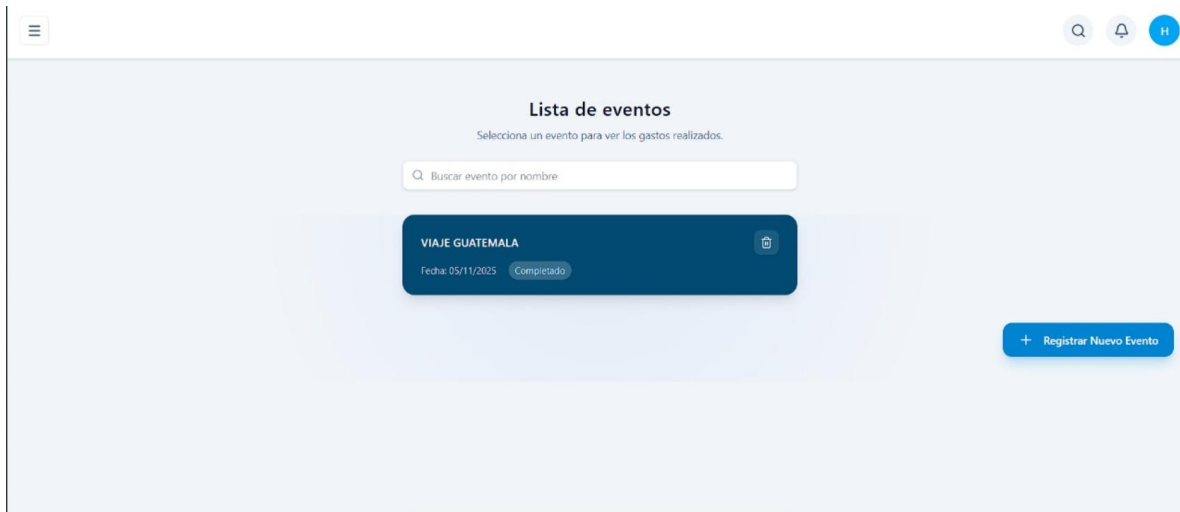 H
Lista de eventos
Selecciona un evento para ver los gastos realizados.
Buscar evento por nombre
VIAJE GUATEMALA
Fecha: 05/11/2025 Completado
Registrar Nuevo Evento